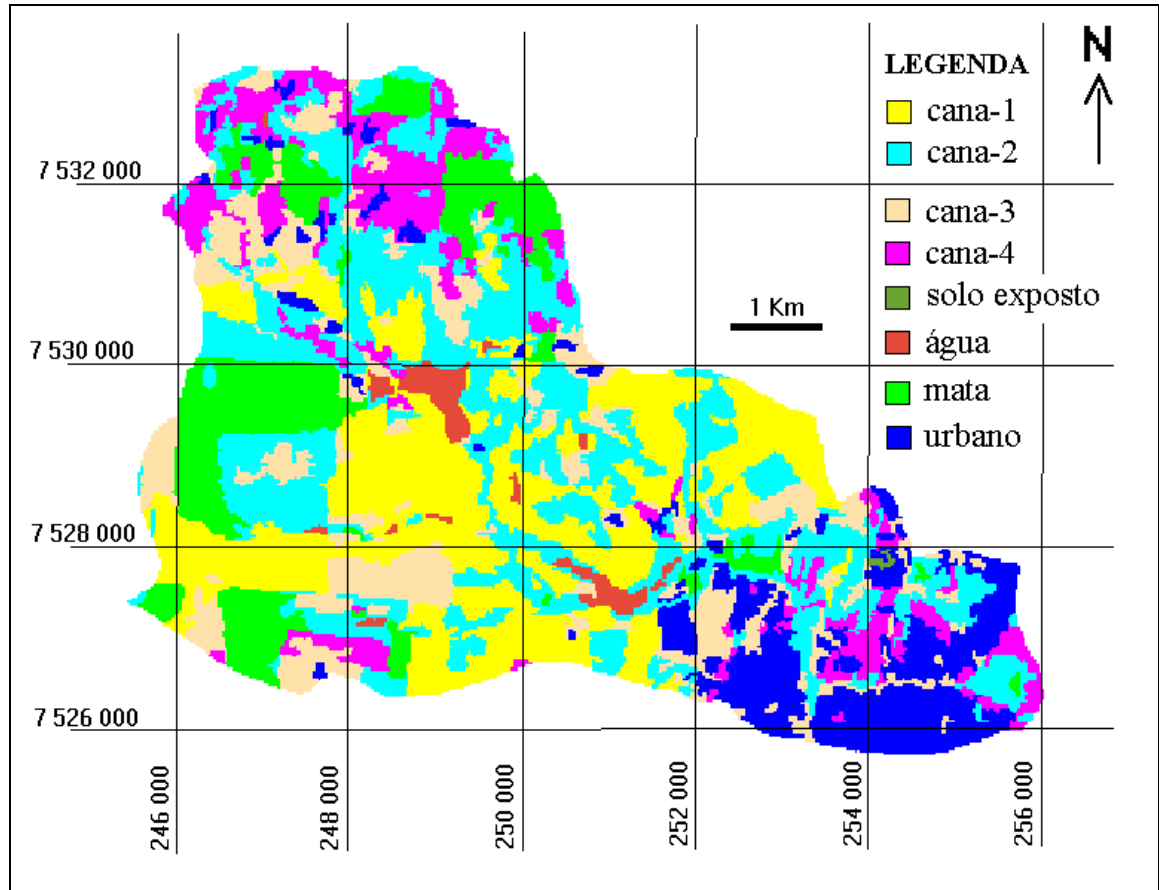 N
LEGENDA
cana-1
cana-2
cana-3
cana-4
solo exposto
água
mata
urbano
1 Km
7 532 000
7 530 000
7 528 000
7 526 000
246 000
248 000
250 000
252 000
254 000
256 000